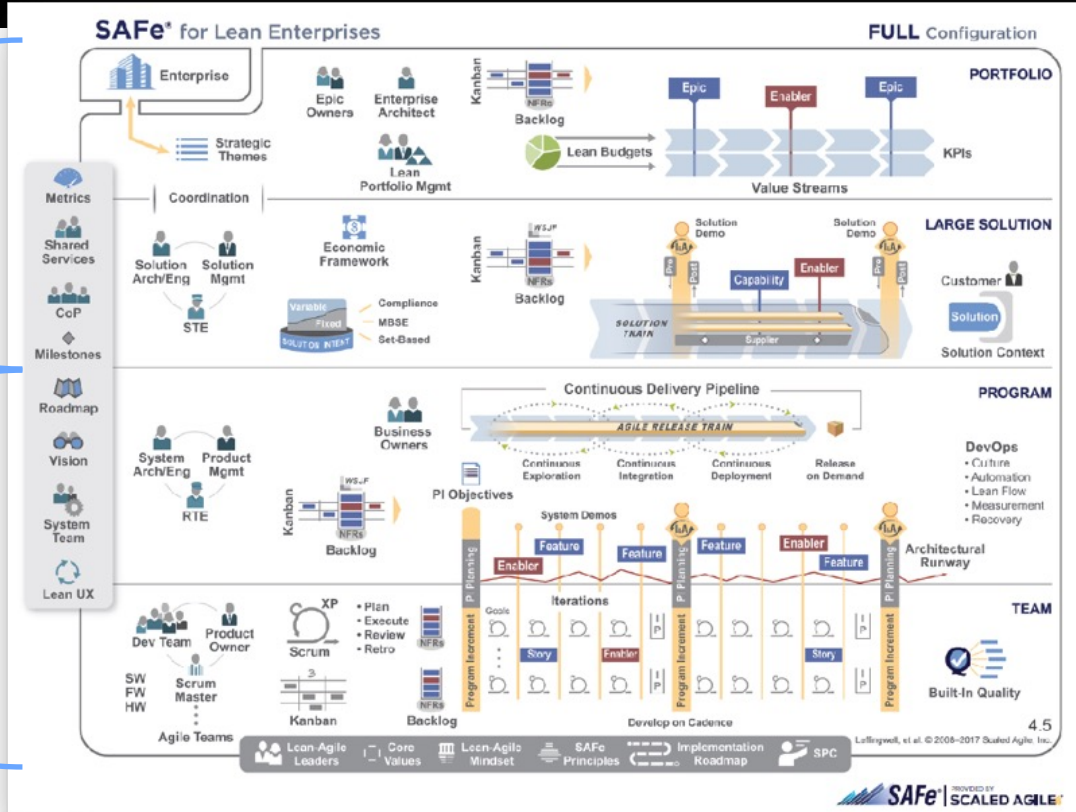 SAFe® for Lean Enterprises
FULL Configuration
Enterprise
Strategic
Themes
Epic
Owners
Enterprise
Architect
Lean
Portfolio Mgmt
Kanban
NFRs
Backlog
Lean Budgets
Epic
Enabler
Epic
KPIs
Value Streams
PORTFOLIO
Metrics
Shared
Services
CoP
Milestones
Roadmap
Vision
System
Team
Lean UX
Coordination
Solution
Arch/Eng
Solution
Mgmt
STE
Economic
Framework
Variable
Fixed
SOLUTION INTENT
Compliance
MBSE
Set-Based
Kanban
WSJF
NFRs
Backlog
Solution
Demo
Solution
Demo
I&A
I&A
Pre
Post
Pre
Post
Capability
Enabler
SOLUTION
TRAIN
Supplier
LARGE SOLUTION
Customer
Solution
Solution Context
System
Arch/Eng
Product
Mgmt
RTE
Business
Owners
Kanban
WSJF
NFRs
Backlog
Continuous Delivery Pipeline
AGILE RELEASE TRAIN
Continuous
Exploration
Continuous
Integration
Continuous
Deployment
Release
on Demand
PROGRAM
DevOps
• Culture
• Automation
• Lean Flow
• Measurement
• Recovery
PI Objectives
System Demos
I&A
I&A
Enabler
Feature
Feature
Feature
Enabler
Feature
Architectural
Runway
PI Planning
PI Planning
PI Planning
Dev Team
Product
Owner
Scrum
Master
SW
FW
HW
Agile Teams
XP
Scrum
• Plan
• Execute
• Review
• Retro
3
Kanban
NFRs
NFRs
Backlog
Program Increment
Program Increment
Program Increment
Goals
Iterations
Story
Enabler
Story
IP
IP
IP
IP
Develop on Cadence
TEAM
Built-In Quality
4.5
Leffingwell, et al. © 2008–2017 Scaled Agile, Inc.
Lean-Agile
Leaders
Core
Values
Lean-Agile
Mindset
SAFe
Principles
Implementation
Roadmap
SPC
SAFe®
PROVIDED BY
SCALED AGILE